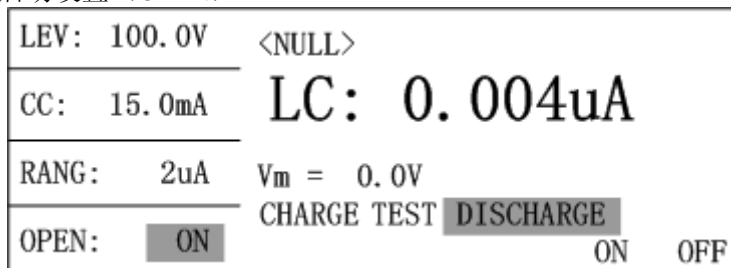 LEV: 100.0V
<NULL>
CC: 15.0mA
LC: 0.004uA
RANG: 2uA
Vm = 0.0V
CHARGE TEST DISCHARGE
OPEN: ON
ON OFF